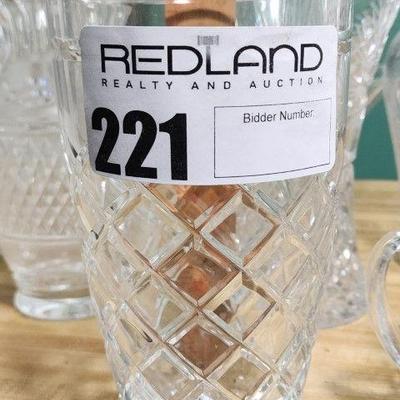 REDLAND
REALTY AND AUCTION
221
Bidder Number: